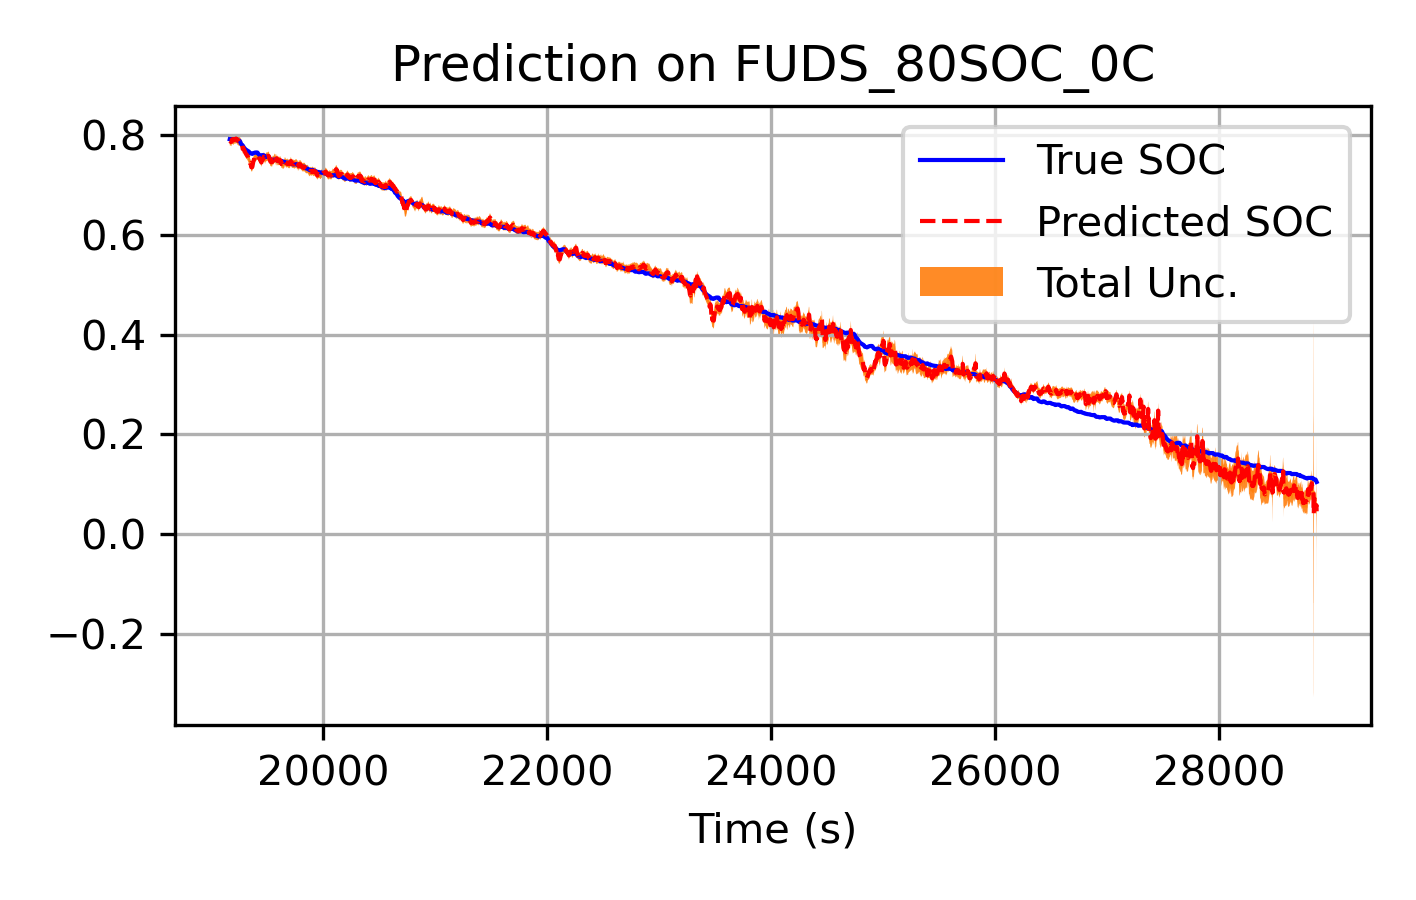 Prediction on FUDS_80SOC_0C
0.8
0.6
0.4
0.2
0.0
−0.2
True SOC
Predicted SOC
Total Unc.
20000 22000 24000 26000 28000
Time (s)